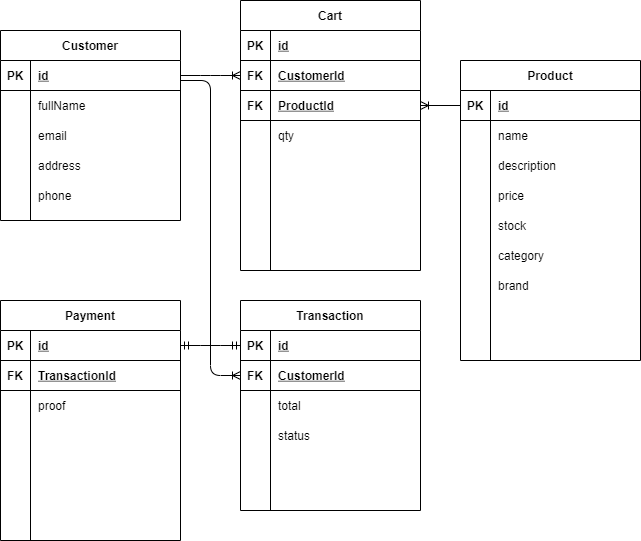 Customer
PK id
fullName
email
address
phone
Cart
PK id
FK CustomerId
FK ProductId
qty
Product
PK id
name
description
price
stock
category
brand
Payment
PK id
FK TransactionId
proof
Transaction
PK id
FK CustomerId
total
status